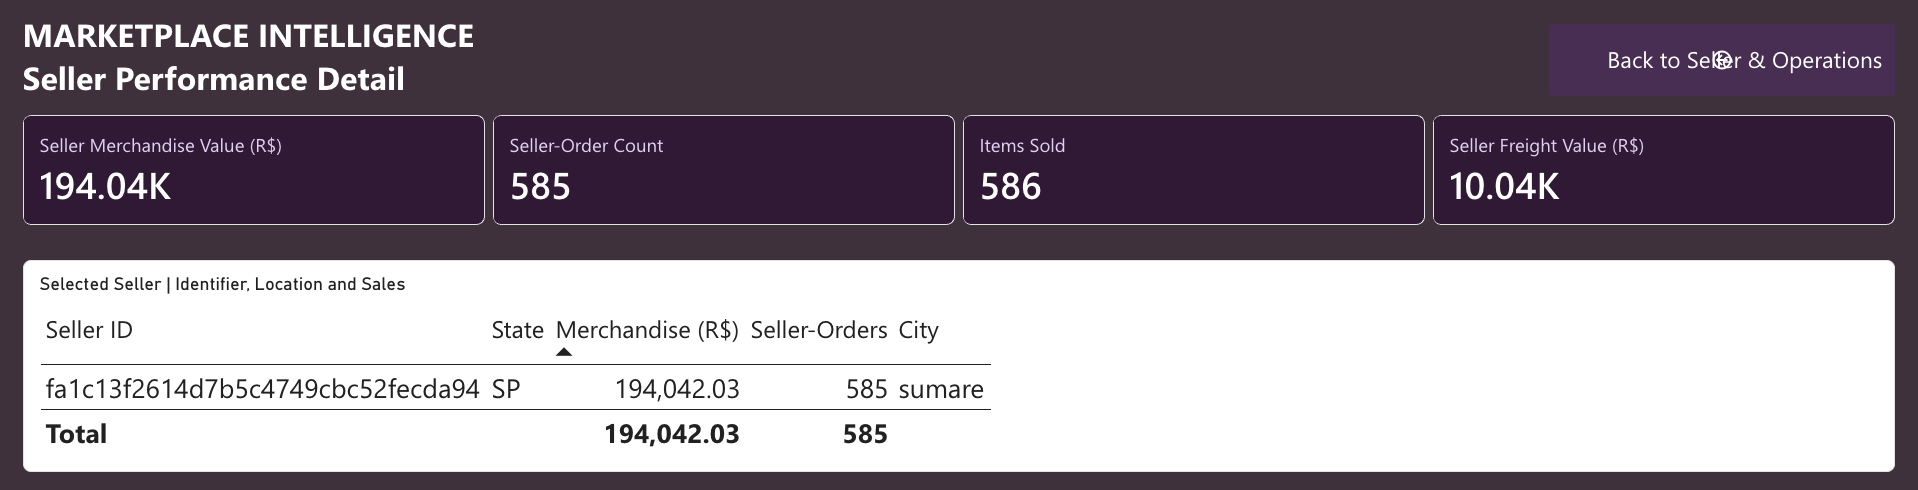 MARKETPLACE INTELLIGENCE
Seller Performance Detail
Back to Seller & Operations
Seller Merchandise Value (R$)
194.04K
Seller-Order Count
585
Items Sold
586
Seller Freight Value (R$)
10.04K
Selected Seller | Identifier, Location and Sales
Seller ID State Merchandise (R$) Seller-Orders City
fa1c13f2614d7b5c4749cbc52fecda94 SP 194,042.03 585 sumare
Total 194,042.03 585